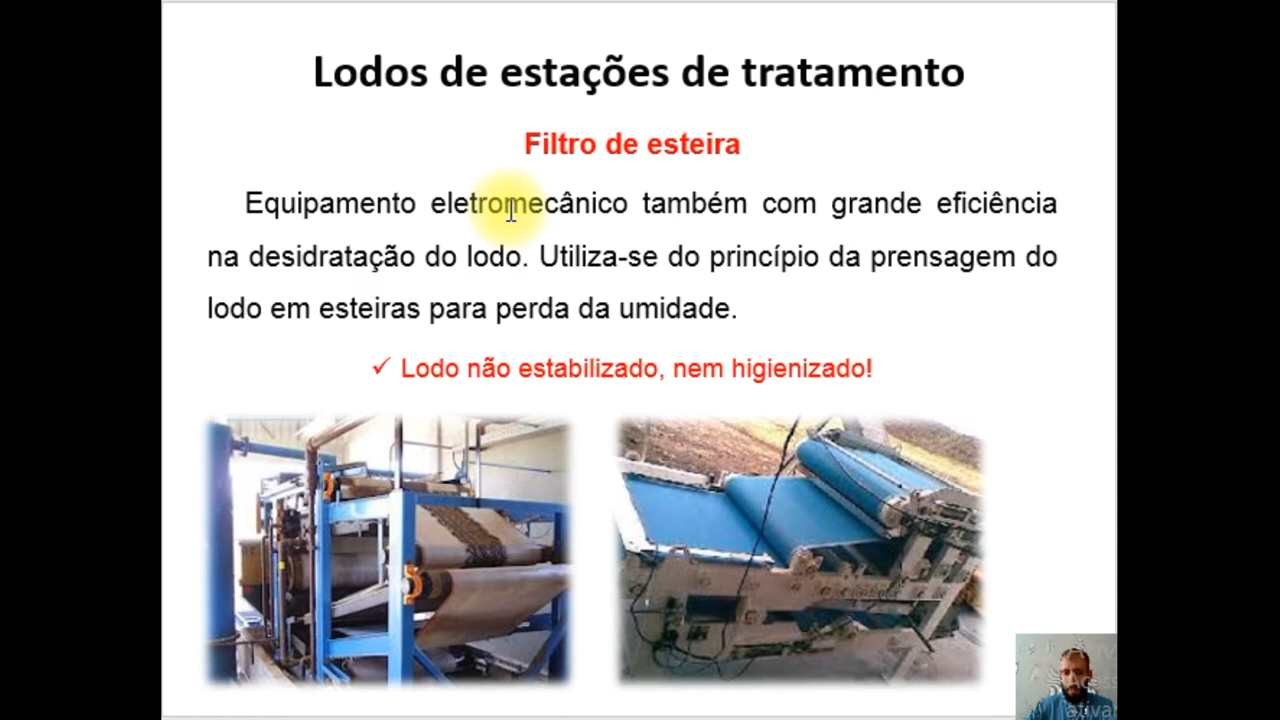 Lodos de estações de tratamento
Filtro de esteira
Equipamento eletromecânico também com grande eficiência
na desidratação do lodo. Utiliza-se do princípio da prensagem do
lodo em esteiras para perda da umidade.
✓ Lodo não estabilizado, nem higienizado!